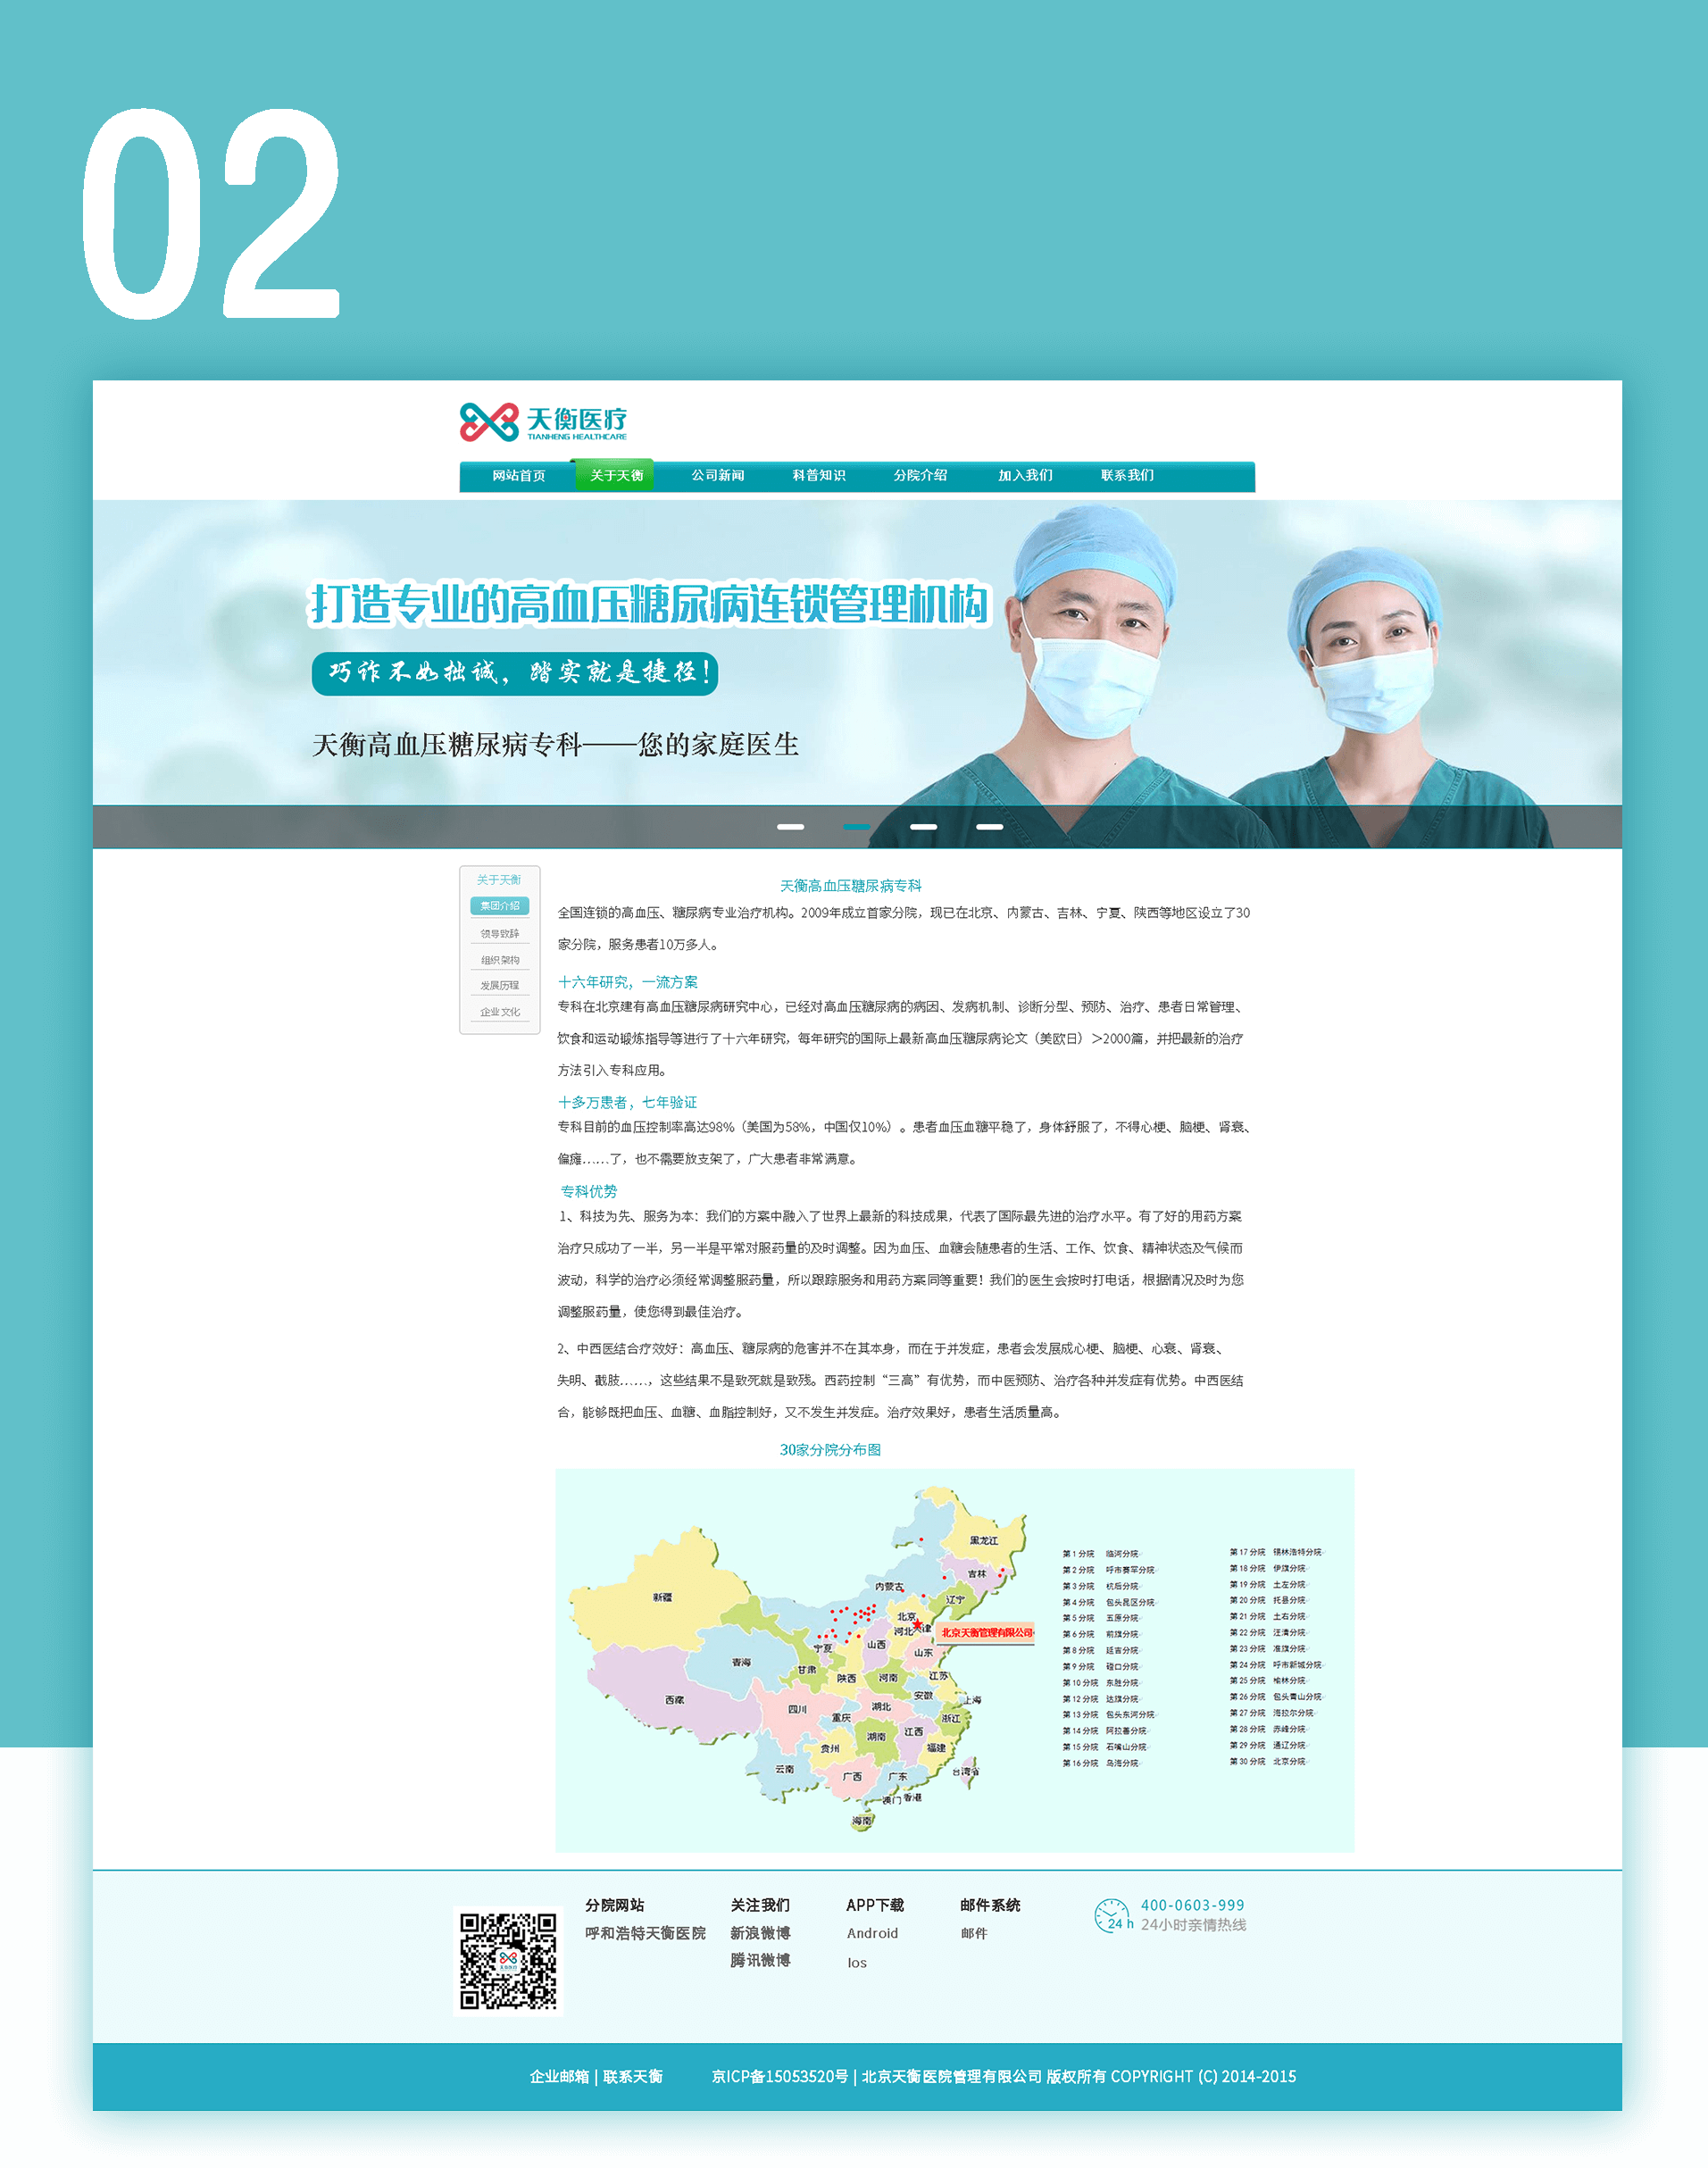 02
天衡医疗
TIANHENG HEALTHCARE
网站首页 关于天衡 公司新闻 科普知识 分院介绍 加入我们 联系我们
打造专业的高血压糖尿病连锁管理机构
巧诈不如拙诚，踏实就是捷径！
天衡高血压糖尿病专科——您的家庭医生
关于天衡
集团介绍
领导致辞
组织架构
发展历程
企业文化
天衡高血压糖尿病专科
全国连锁的高血压、糖尿病专业治疗机构。2009年成立首家分院，现已在北京、内蒙古、吉林、宁夏、陕西等地区设立了30
家分院，服务患者10万多人。
十六年研究，一流方案
专科在北京建有高血压糖尿病研究中心，已经对高血压糖尿病的病因、发病机制、诊断分型、预防、治疗、患者日常管理、
饮食和运动锻炼指导等进行了十六年研究，每年研究的国际上最新高血压糖尿病论文（美欧日）＞2000篇，并把最新的治疗
方法引入专科应用。
十多万患者，七年验证
专科目前的血压控制率高达98%（美国为58%，中国仅10%）。患者血压血糖平稳了，身体舒服了，不得心梗、脑梗、肾衰、
偏瘫……了，也不需要放支架了，广大患者非常满意。
专科优势
1、科技为先、服务为本：我们的方案中融入了世界上最新的科技成果，代表了国际最先进的治疗水平。有了好的用药方案
治疗只成功了一半，另一半是平常对服药量的及时调整。因为血压、血糖会随患者的生活、工作、饮食、精神状态及气候而
波动，科学的治疗必须经常调整服药量，所以跟踪服务和用药方案同等重要！我们的医生会按时打电话，根据情况及时为您
调整服药量，使您得到最佳治疗。
2、中西医结合疗效好：高血压、糖尿病的危害并不在其本身，而在于并发症，患者会发展成心梗、脑梗、心衰、肾衰、
失明、截肢……，这些结果不是致死就是致残。西药控制“三高”有优势，而中医预防、治疗各种并发症有优势。中西医结
合，能够既把血压、血糖、血脂控制好，又不发生并发症。治疗效果好，患者生活质量高。
30家分院分布图
黑龙江
吉林
内蒙古
辽宁
新疆
北京
河北 天津
北京天衡管理有限公司
宁夏
山西
山东
青海
甘肃
陕西
河南
江苏
西藏
安徽
上海
四川
重庆
湖北
浙江
湖南
江西
贵州
福建
云南
广西
广东
台湾省
澳门 香港
海南
第1分院 临河分院
第2分院 呼市赛罕分院
第3分院 杭后分院
第4分院 包头昆区分院
第5分院 五原分院
第6分院 前旗分院
第8分院 延吉分院
第9分院 磴口分院
第10分院 东胜分院
第12分院 达旗分院
第13分院 包头东河分院
第14分院 阿拉善分院
第15分院 石嘴山分院
第16分院 乌海分院
第17分院 锡林浩特分院
第18分院 伊旗分院
第19分院 土左分院
第20分院 托县分院
第21分院 土右分院
第22分院 汪清分院
第23分院 准旗分院
第24分院 呼市新城分院
第25分院 榆林分院
第26分院 包头青山分院
第27分院 海拉尔分院
第28分院 赤峰分院
第29分院 通辽分院
第30分院 北京分院
分院网站
呼和浩特天衡医院
关注我们
新浪微博
腾讯微博
APP下载
Android
Ios
邮件系统
邮件
24 h
400-0603-999
24小时亲情热线
企业邮箱 | 联系天衡 京ICP备15053520号 | 北京天衡医院管理有限公司 版权所有 COPYRIGHT (C) 2014-2015